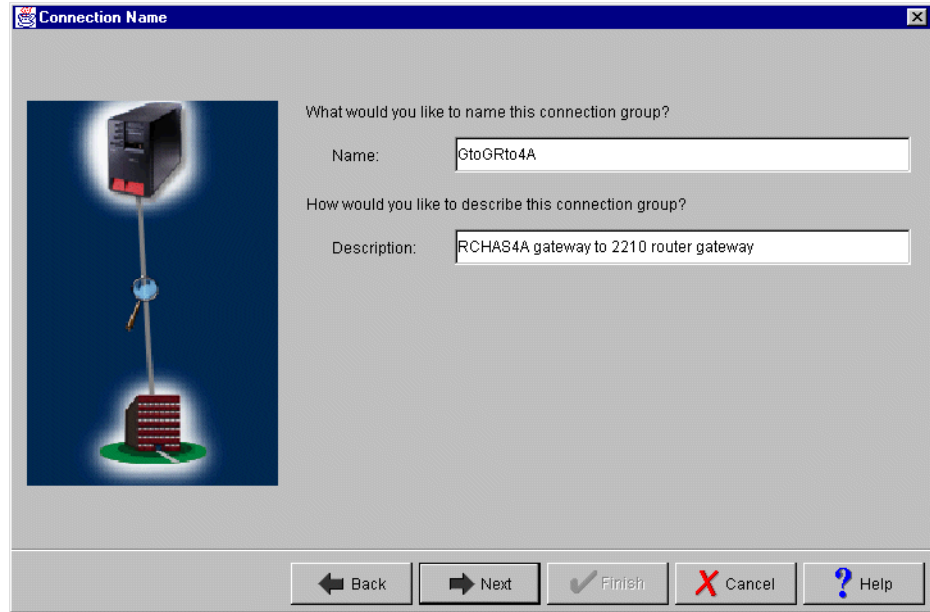 Connection Name
What would you like to name this connection group?
Name: GtoGRto4A
How would you like to describe this connection group?
Description: RCHAS4A gateway to 2210 router gateway
Back Next Finish Cancel Help